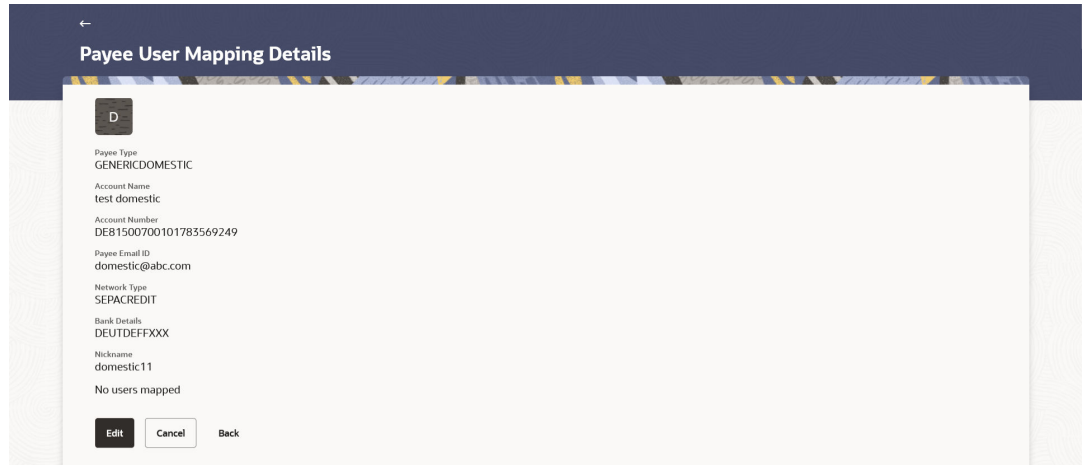 ←
Payee User Mapping Details
D
Payee Type
GENERICDOMESTIC
Account Name
test domestic
Account Number
DE81500700101783569249
Payee Email ID
domestic@abc.com
Network Type
SEPACREDIT
Bank Details
DEUTDEFFXXX
Nickname
domestic11
No users mapped
Edit Cancel Back